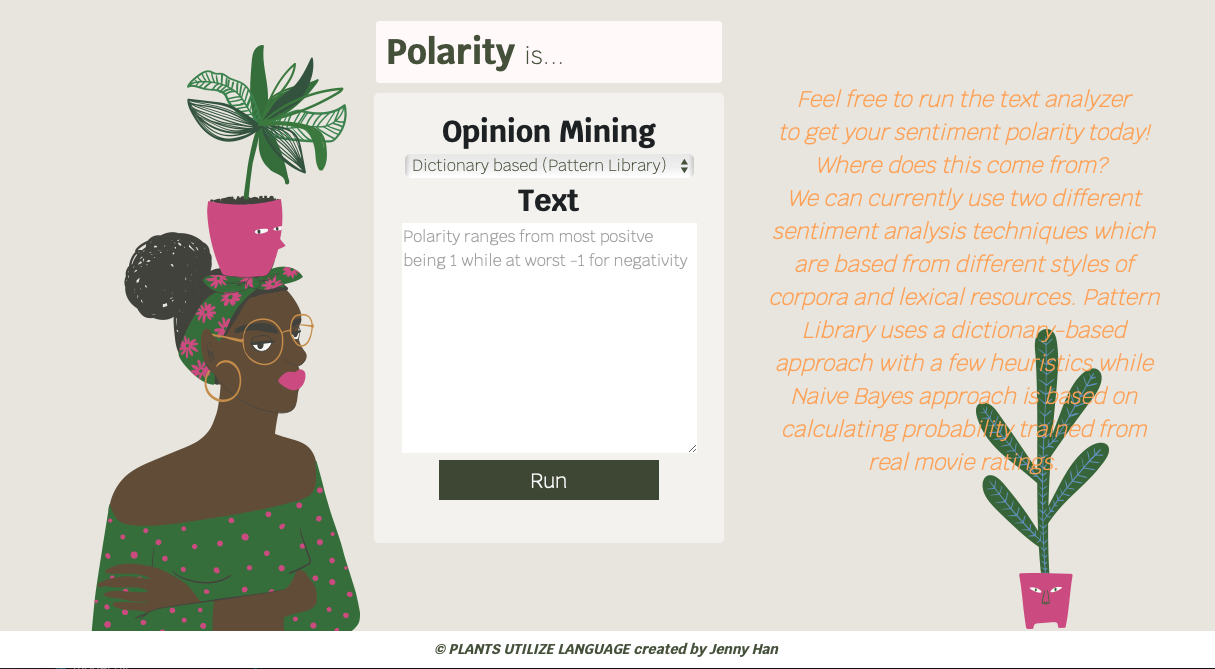 Polarity is...
Opinion Mining
Dictionary based (Pattern Library)
Text
Polarity ranges from most positve
being 1 while at worst -1 for negativity
Run
Feel free to run the text analyzer
to get your sentiment polarity today!
Where does this come from?
We can currently use two different
sentiment analysis techniques which
are based from different styles of
corpora and lexical resources. Pattern
Library uses a dictionary-based
approach with a few heuristics while
Naive Bayes approach is based on
calculating probability trained from
real movie ratings.
© PLANTS UTILIZE LANGUAGE created by Jenny Han